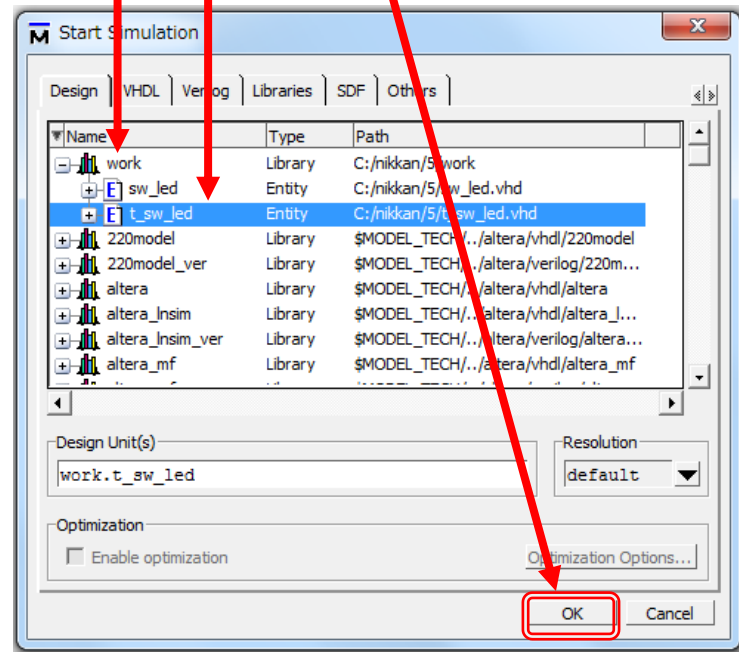 Start Simulation
Design VHDL Verilog Libraries SDF Others
Name Type Path
work Library C:/nikkan/5/work
sw_led Entity C:/nikkan/5/sw_led.vhd
t_sw_led Entity C:/nikkan/5/t_sw_led.vhd
220model Library $MODEL_TECH/../altera/vhdl/220model
220model_ver Library $MODEL_TECH/../altera/verilog/220m...
altera Library $MODEL_TECH/../altera/vhdl/altera
altera_lnsim Library $MODEL_TECH/../altera/vhdl/altera_l...
altera_lnsim_ver Library $MODEL_TECH/../altera/verilog/altera...
altera_mf Library $MODEL_TECH/../altera/vhdl/altera_mf
Design Unit(s) Resolution
work.t_sw_led default
Optimization
Enable optimization Optimization Options...
OK Cancel